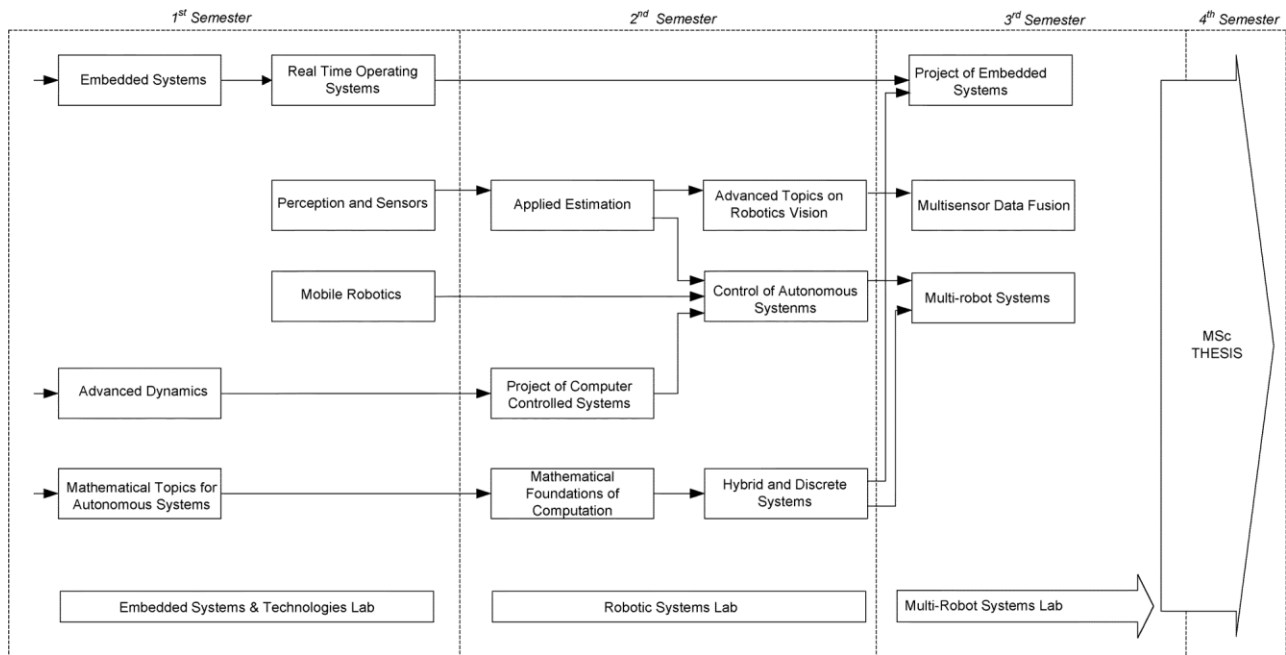 1st Semester
2nd Semester
3rd Semester
4th Semester
Embedded Systems
Real Time Operating
Systems
Project of Embedded
Systems
Perception and Sensors
Applied Estimation
Advanced Topics on
Robotics Vision
Multisensor Data Fusion
Mobile Robotics
Control of Autonomous
Systenms
Multi-robot Systems
MSc
THESIS
Advanced Dynamics
Project of Computer
Controlled Systems
Mathematical Topics for
Autonomous Systems
Mathematical
Foundations of
Computation
Hybrid and Discrete
Systems
Embedded Systems & Technologies Lab
Robotic Systems Lab
Multi-Robot Systems Lab